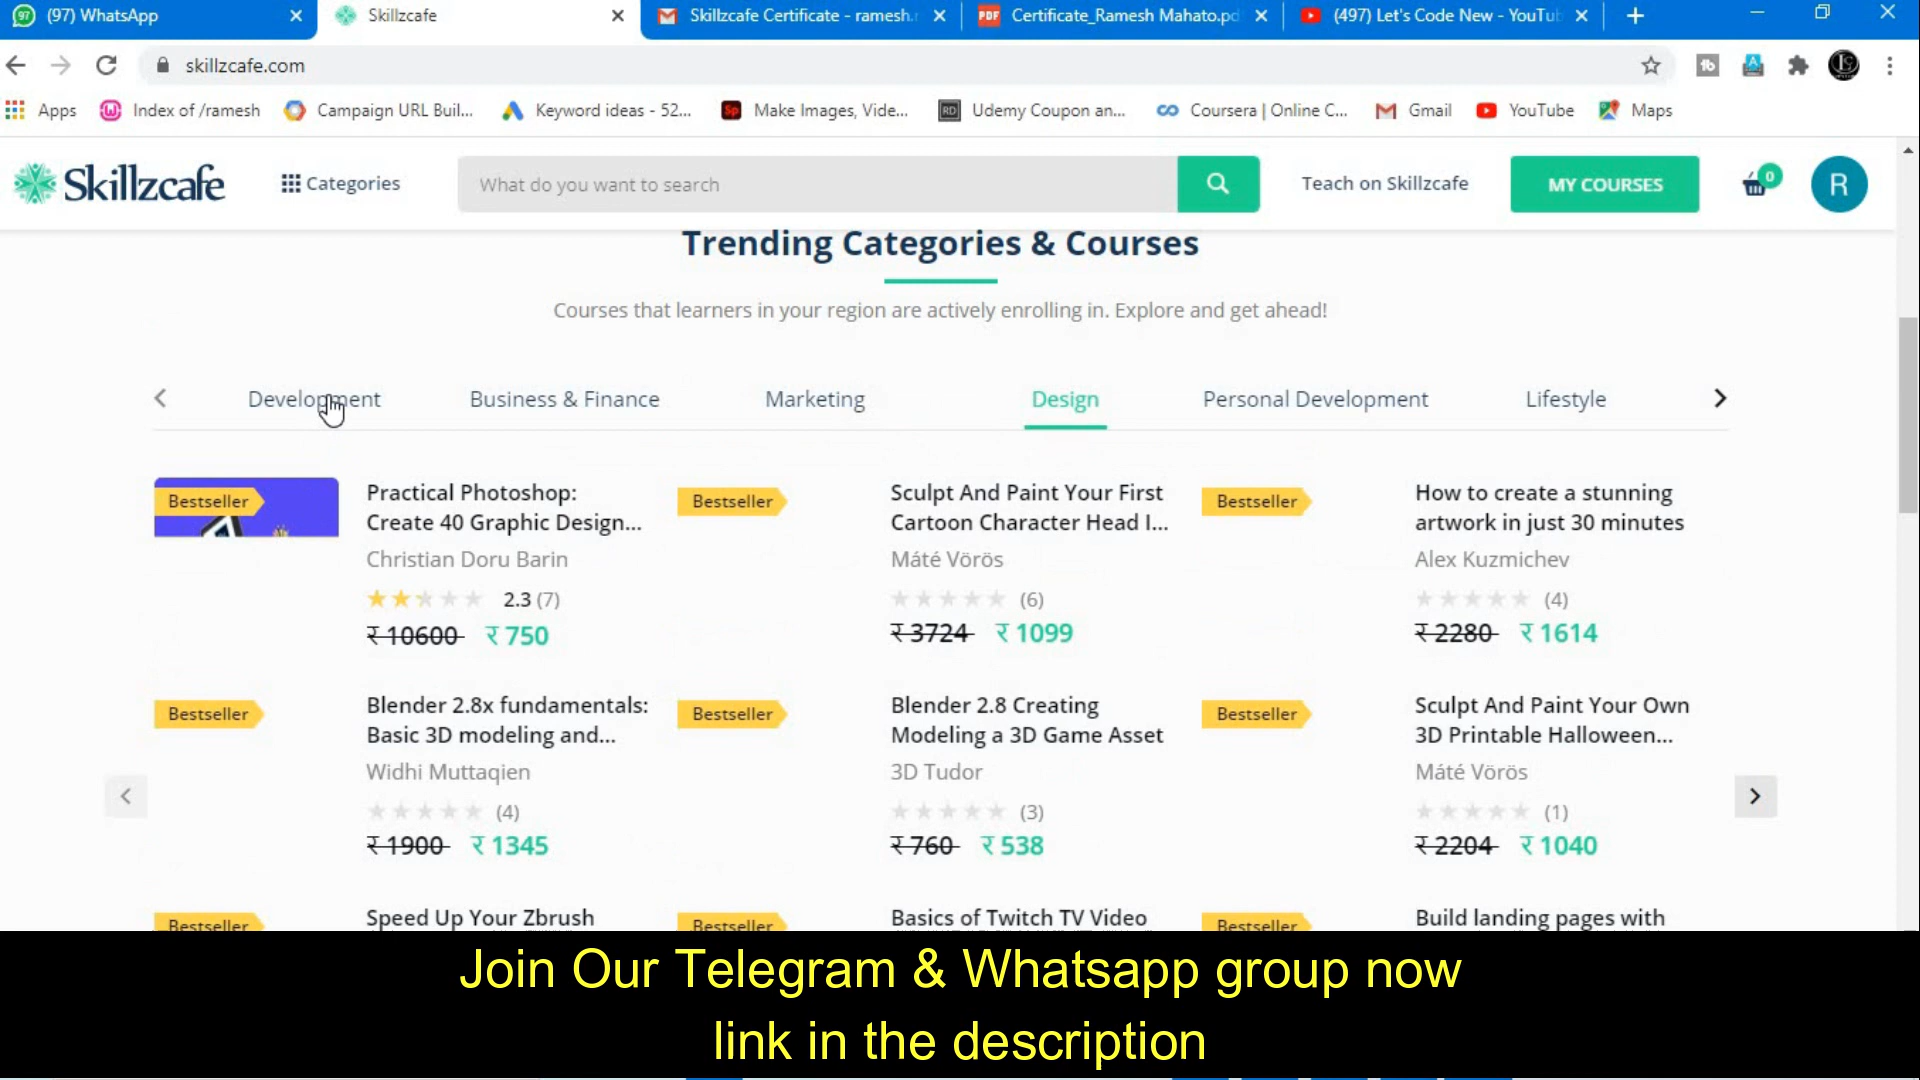 97 (97) WhatsApp
Skillzcafe
Skillzcafe Certificate - ramesh.r
PDF Certificate_Ramesh Mahato.pd
(497) Let's Code New - YouTub
skillzcafe.com
Apps
Index of /ramesh
Campaign URL Buil...
Keyword ideas - 52...
Sp Make Images, Vide...
RD Udemy Coupon an...
Coursera | Online C...
Gmail
YouTube
Maps
Skillzcafe
Categories
What do you want to search
Teach on Skillzcafe
MY COURSES
0
R
Trending Categories & Courses
Courses that learners in your region are actively enrolling in. Explore and get ahead!
Development
Business & Finance
Marketing
Design
Personal Development
Lifestyle
Bestseller
Practical Photoshop:
Create 40 Graphic Design...
Christian Doru Barin
2.3 (7)
₹ 10600 ₹ 750
Bestseller
Sculpt And Paint Your First
Cartoon Character Head I...
Máté Vörös
(6)
₹ 3724 ₹ 1099
Bestseller
How to create a stunning
artwork in just 30 minutes
Alex Kuzmichev
(4)
₹ 2280 ₹ 1614
Bestseller
Blender 2.8x fundamentals:
Basic 3D modeling and...
Widhi Muttaqien
(4)
₹ 1900 ₹ 1345
Bestseller
Blender 2.8 Creating
Modeling a 3D Game Asset
3D Tudor
(3)
₹ 760 ₹ 538
Bestseller
Sculpt And Paint Your Own
3D Printable Halloween...
Máté Vörös
(1)
₹ 2204 ₹ 1040
Bestseller
Speed Up Your Zbrush
Bestseller
Basics of Twitch TV Video
Bestseller
Build landing pages with
Join Our Telegram & Whatsapp group now
link in the description